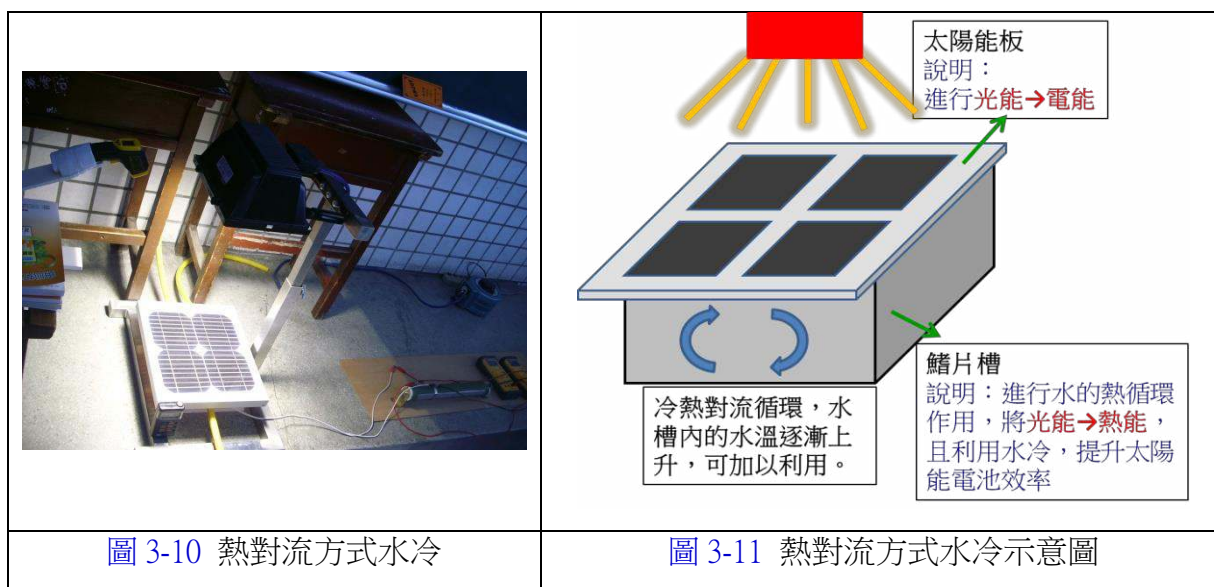 太陽能板
說明：
進行光能→電能
鰭片槽
說明：進行水的熱循環
作用，將光能→熱能，
且利用水冷，提升太陽
能電池效率
冷熱對流循環，水
槽內的水溫逐漸上
升，可加以利用。
圖 3-10 熱對流方式水冷
圖 3-11 熱對流方式水冷示意圖